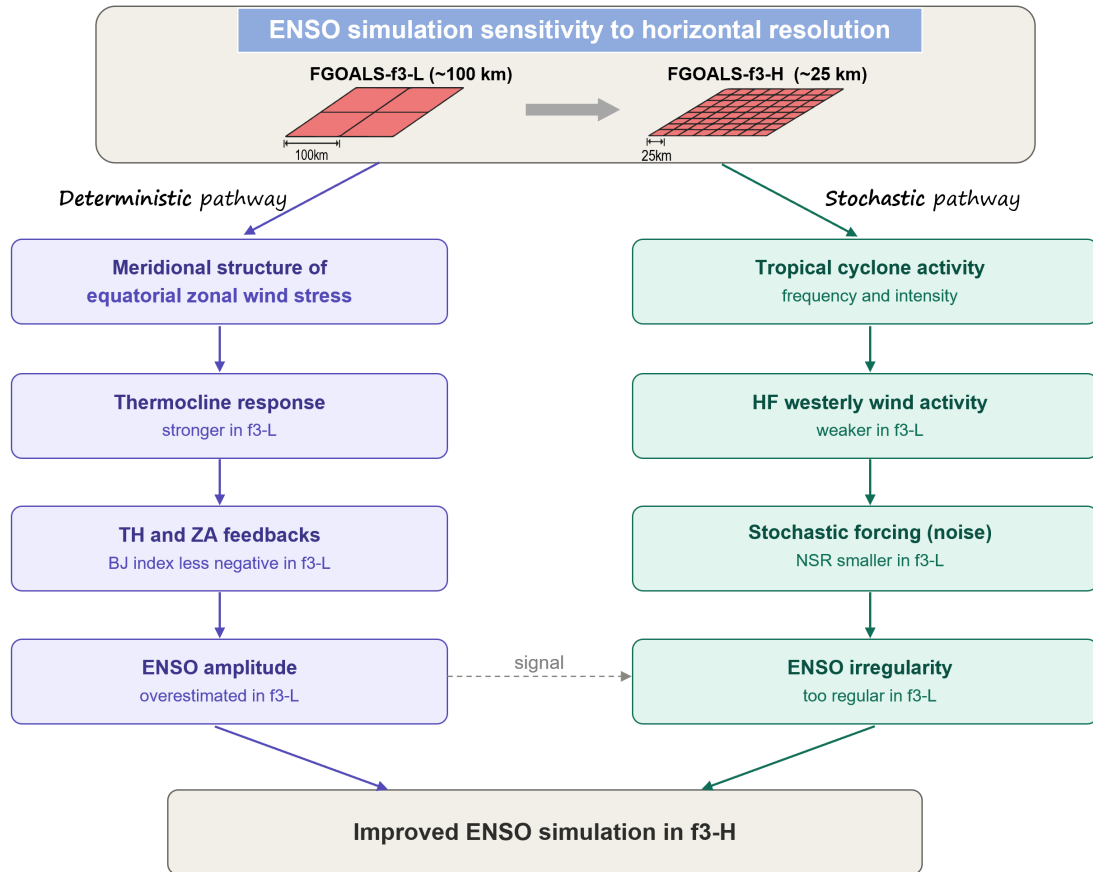 ENSO simulation sensitivity to horizontal resolution
FGOALS-f3-L (~100 km)
FGOALS-f3-H (~25 km)
100km
25km
Deterministic pathway
Stochastic pathway
Meridional structure of
equatorial zonal wind stress
Tropical cyclone activity
frequency and intensity
Thermocline response
stronger in f3-L
HF westerly wind activity
weaker in f3-L
TH and ZA feedbacks
BJ index less negative in f3-L
Stochastic forcing (noise)
NSR smaller in f3-L
ENSO amplitude
overestimated in f3-L
signal
ENSO irregularity
too regular in f3-L
Improved ENSO simulation in f3-H